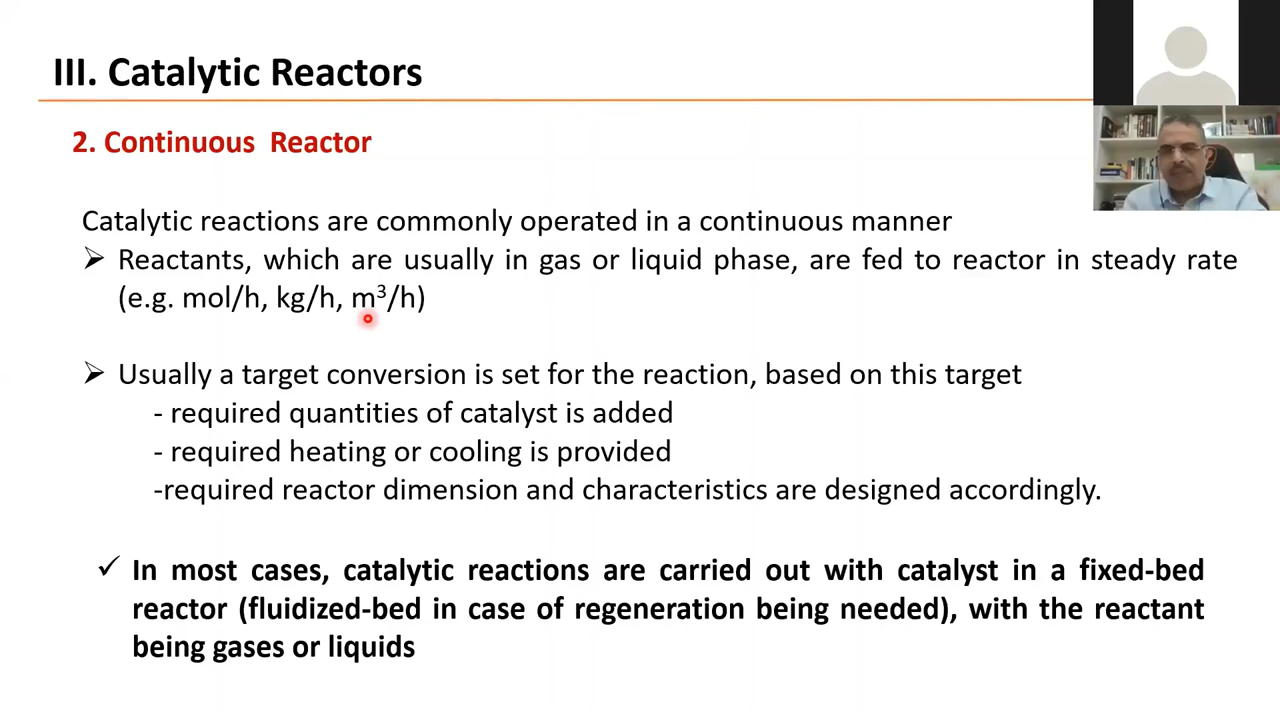 III. Catalytic Reactors
2. Continuous Reactor
Catalytic reactions are commonly operated in a continuous manner
➢ Reactants, which are usually in gas or liquid phase, are fed to reactor in steady rate
(e.g. mol/h, kg/h, m³/h)
➢ Usually a target conversion is set for the reaction, based on this target
- required quantities of catalyst is added
- required heating or cooling is provided
-required reactor dimension and characteristics are designed accordingly.
✓ In most cases, catalytic reactions are carried out with catalyst in a fixed-bed
reactor (fluidized-bed in case of regeneration being needed), with the reactant
being gases or liquids